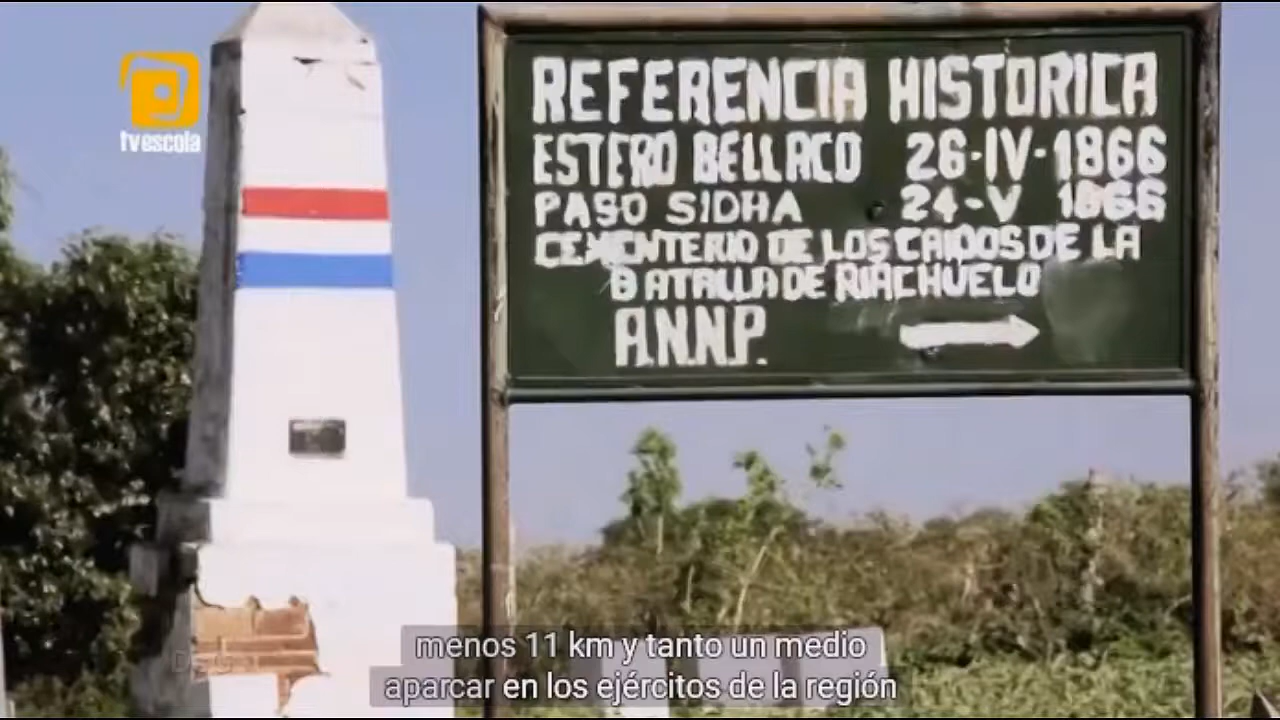 tvescola
REFERENCIA HISTORICA
ESTERO BELLACO 26-IV-1866
PASO SIDHA 24-V 1866
CEMENTERIO DE LOS CAIDOS DE LA
BATALLA DE RIACHUELO
A.N.N.P.
menos 11 km y tanto un medio
aparcar en los ejércitos de la región